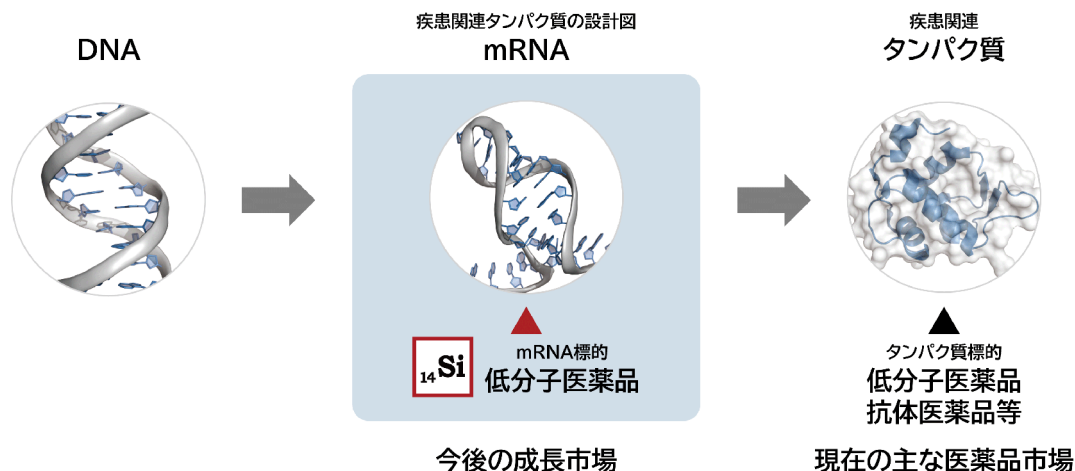 DNA
疾患関連タンパク質の設計図
mRNA
疾患関連
タンパク質
14Si
mRNA標的
低分子医薬品
タンパク質標的
低分子医薬品
抗体医薬品等
今後の成長市場
現在の主な医薬品市場